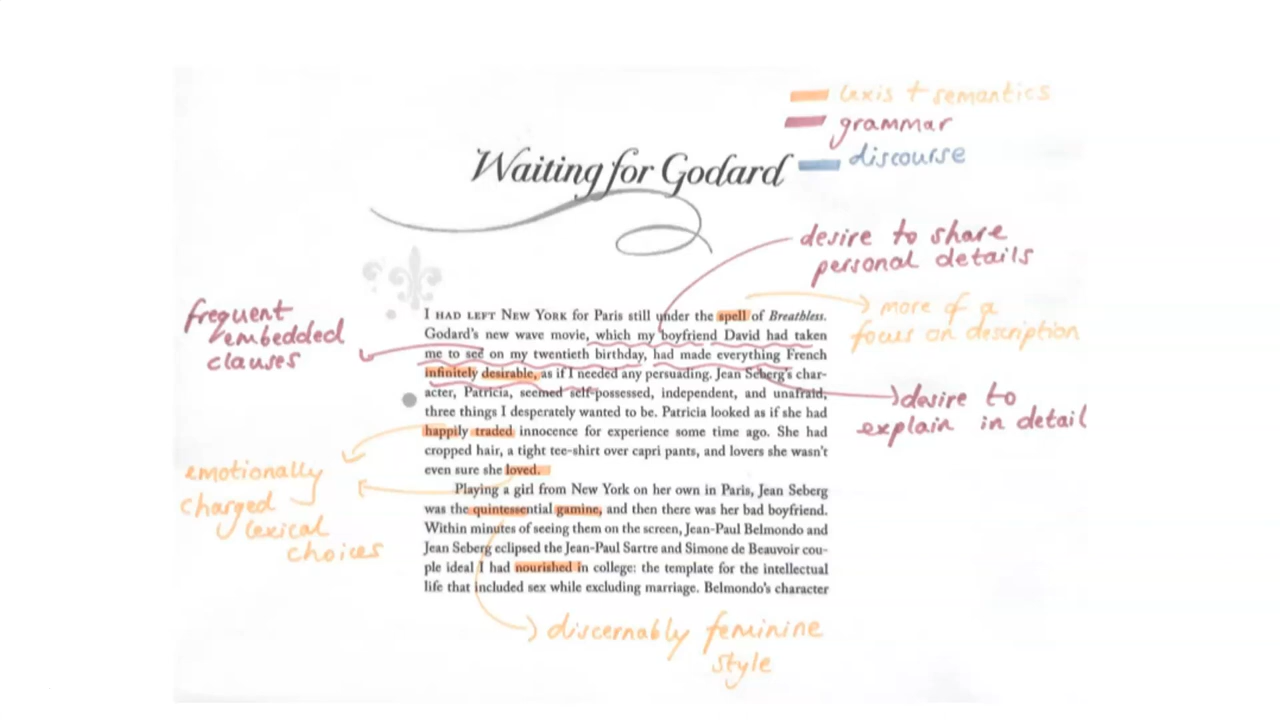 lexis + semantics
grammar
discourse
Waiting for Godard
desire to share
personal details
more of a
focus on description
frequent
embedded
clauses
I HAD LEFT NEW YORK for Paris still under the spell of Breathless.
Godard's new wave movie, which my boyfriend David had taken
me to see on my twentieth birthday, had made everything French
infinitely desirable, as if I needed any persuading. Jean Seberg's char-
acter, Patricia, seemed self-possessed, independent, and unafraid,
three things I desperately wanted to be. Patricia looked as if she had
happily traded innocence for experience some time ago. She had
cropped hair, a tight tee-shirt over capri pants, and lovers she wasn't
even sure she loved.
desire to
explain in detail
emotionally
charged
lexical
choices
Playing a girl from New York on her own in Paris, Jean Seberg
was the quintessential gamine, and then there was her bad boyfriend.
Within minutes of seeing them on the screen, Jean-Paul Belmondo and
Jean Seberg eclipsed the Jean-Paul Sartre and Simone de Beauvoir cou-
ple ideal I had nourished in college: the template for the intellectual
life that included sex while excluding marriage. Belmondo's character
discernably feminine
style